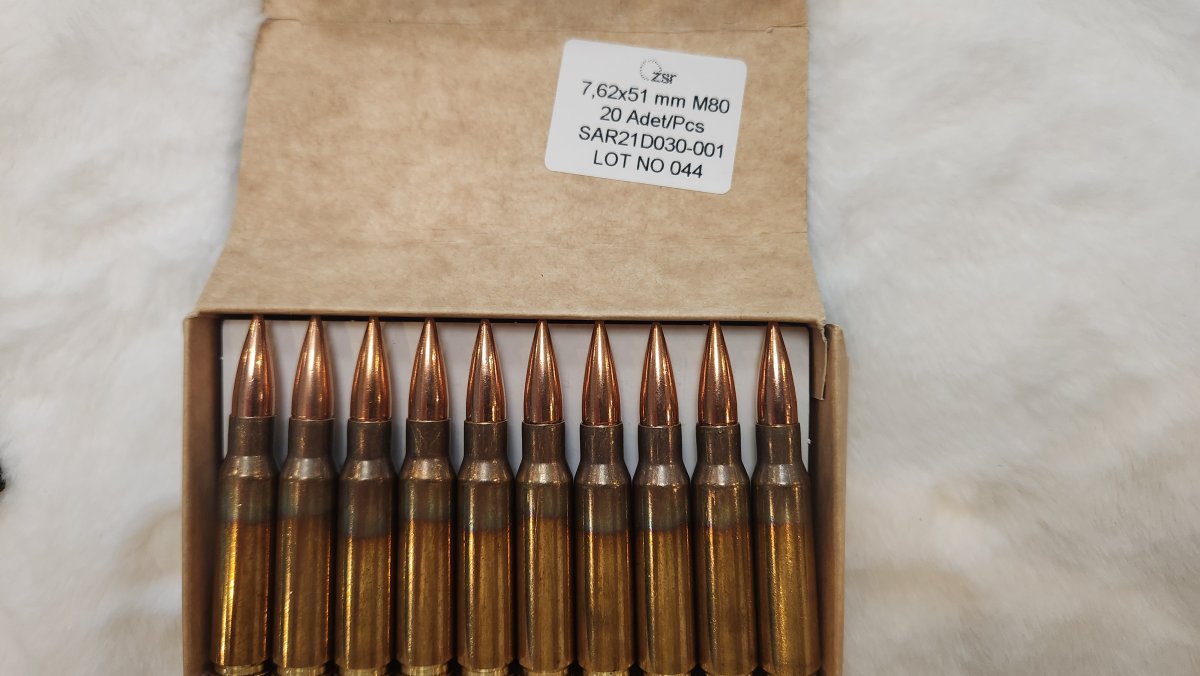 zsr
7,62x51 mm M80
20 Adet/Pcs
SAR21D030-001
LOT NO 044